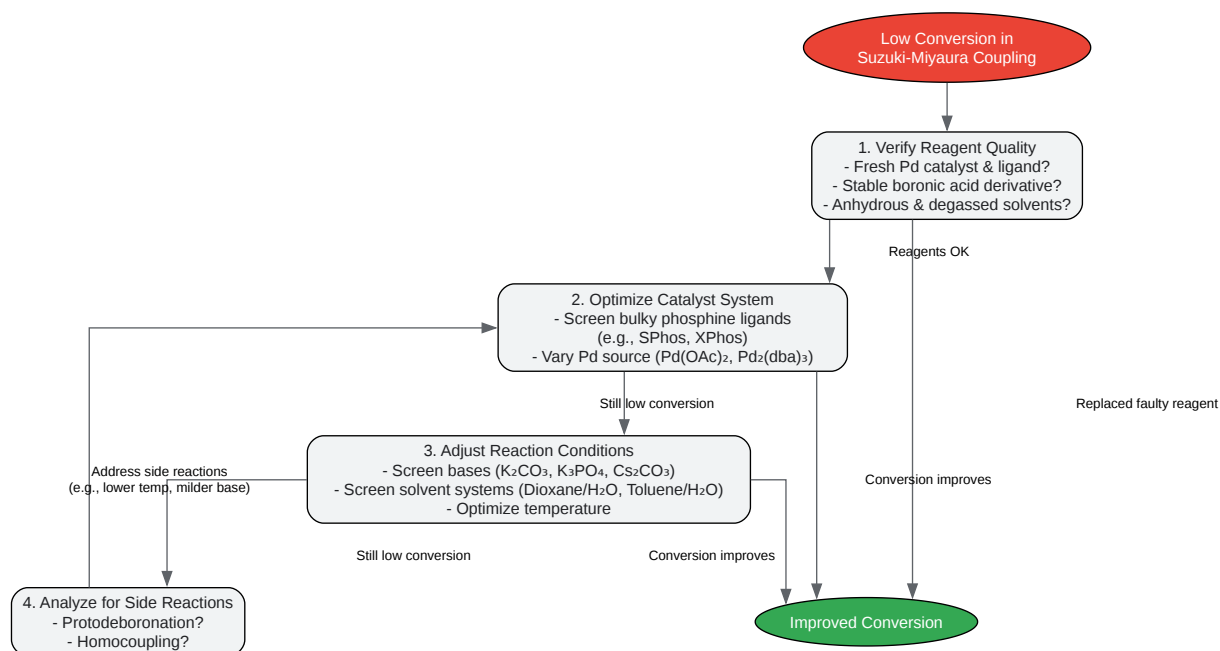 Low Conversion in
Suzuki-Miyaura Coupling
1. Verify Reagent Quality
- Fresh Pd catalyst & ligand?
- Stable boronic acid derivative?
- Anhydrous & degassed solvents?
Reagents OK
2. Optimize Catalyst System
- Screen bulky phosphine ligands
(e.g., SPhos, XPhos)
- Vary Pd source (Pd(OAc)₂, Pd₂(dba)₃)
Still low conversion
Replaced faulty reagent
3. Adjust Reaction Conditions
- Screen bases (K₂CO₃, K₃PO₄, Cs₂CO₃)
- Screen solvent systems (Dioxane/H₂O, Toluene/H₂O)
- Optimize temperature
Address side reactions
(e.g., lower temp, milder base)
Conversion improves
Still low conversion
Conversion improves
4. Analyze for Side Reactions
- Protodeboronation?
- Homocoupling?
Improved Conversion